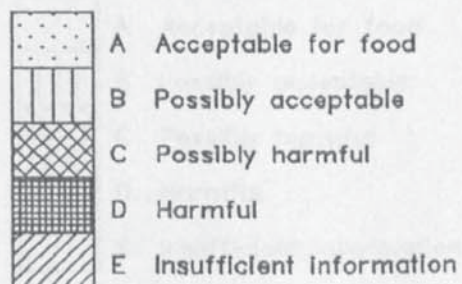 A Acceptable for food
B Possibly acceptable
C Possibly harmful
D Harmful
E Insufficient information